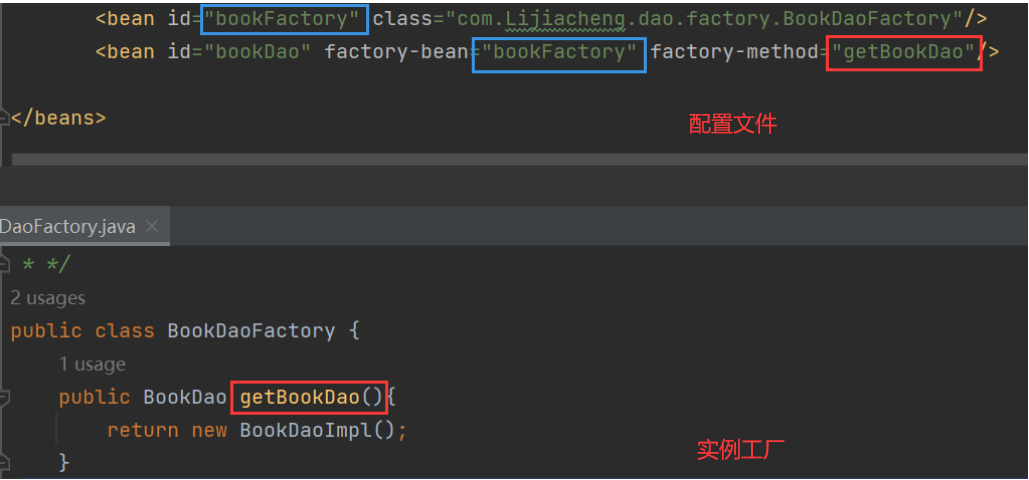 <bean id="bookFactory" class="com.Lijiacheng.dao.factory.BookDaoFactory"/>
<bean id="bookDao" factory-bean="bookFactory" factory-method="getBookDao"/>
</beans>
配置文件
DaoFactory.java ×
* */
2 usages
public class BookDaoFactory {
1 usage
public BookDao getBookDao(){
return new BookDaoImpl();
实例工厂
}